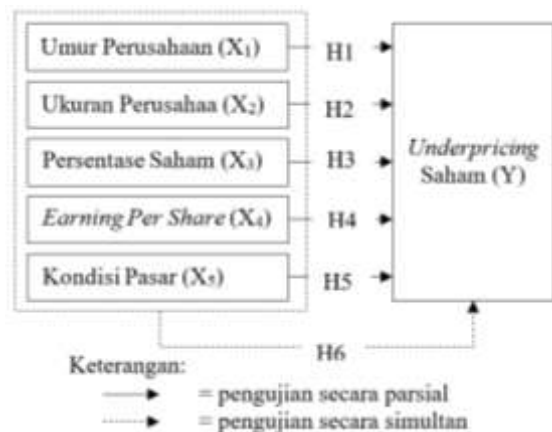 Umur Perusahaan (X₁)
H1
Ukuran Perusahaa (X₂)
H2
Persentase Saham (X₃)
H3
Underpricing
Saham (Y)
Earning Per Share (X₄)
H4
Kondisi Pasar (X₅)
H5
H6
Keterangan:
= pengujian secara parsial
= pengujian secara simultan